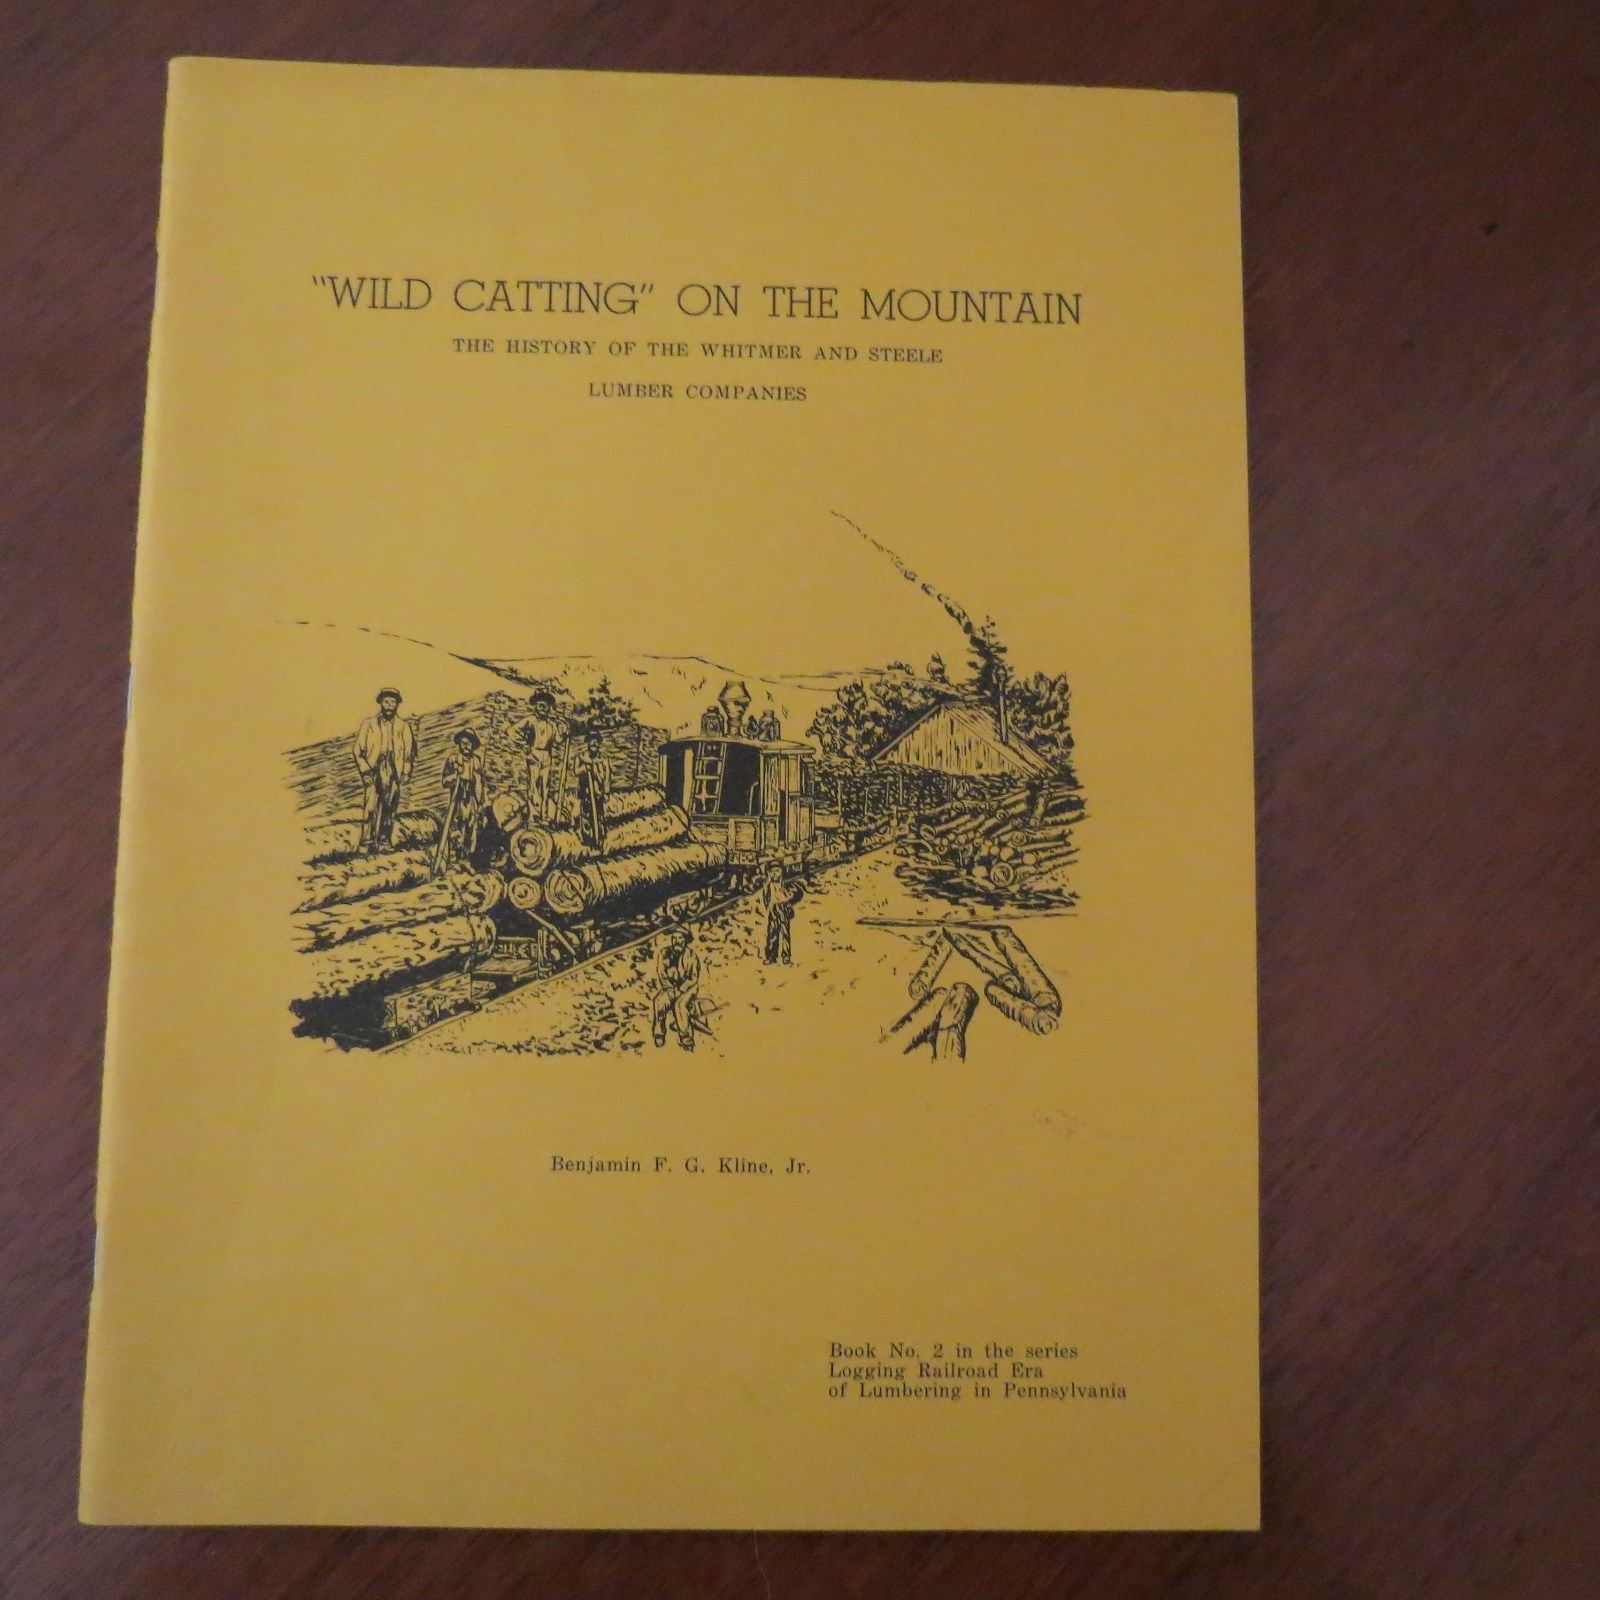 "WILD CATTING" ON THE MOUNTAIN
THE HISTORY OF THE WHITMER AND STEELE
LUMBER COMPANIES
Benjamin F. G. Kline, Jr.
Book No. 2 in the series
Logging Railroad Era
of Lumbering in Pennsylvania